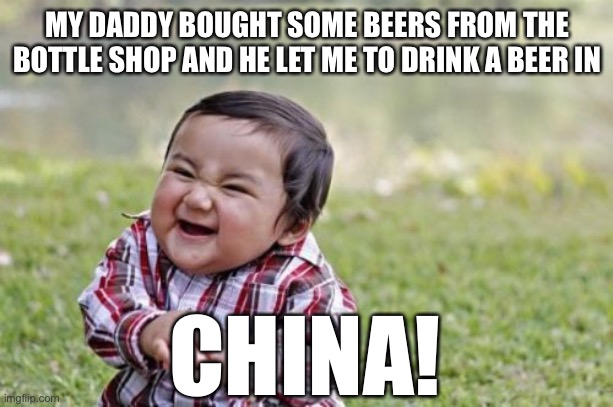 MY DADDY BOUGHT SOME BEERS FROM THE
BOTTLE SHOP AND HE LET ME TO DRINK A BEER IN
CHINA!
imgflip.com